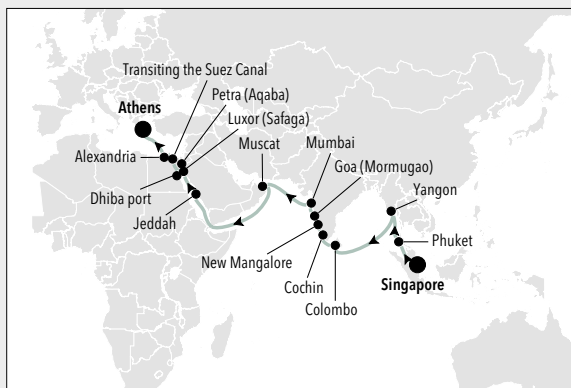 Transiting the Suez Canal
Petra (Aqaba)
Athens
Luxor (Safaga)
Muscat
Mumbai
Goa (Mormugao)
Alexandria
Yangon
Dhiba port
Jeddah
Phuket
New Mangalore
Cochin
Singapore
Colombo